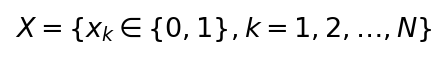 X = {x_k ∈ {0, 1}, k = 1, 2, ..., N}